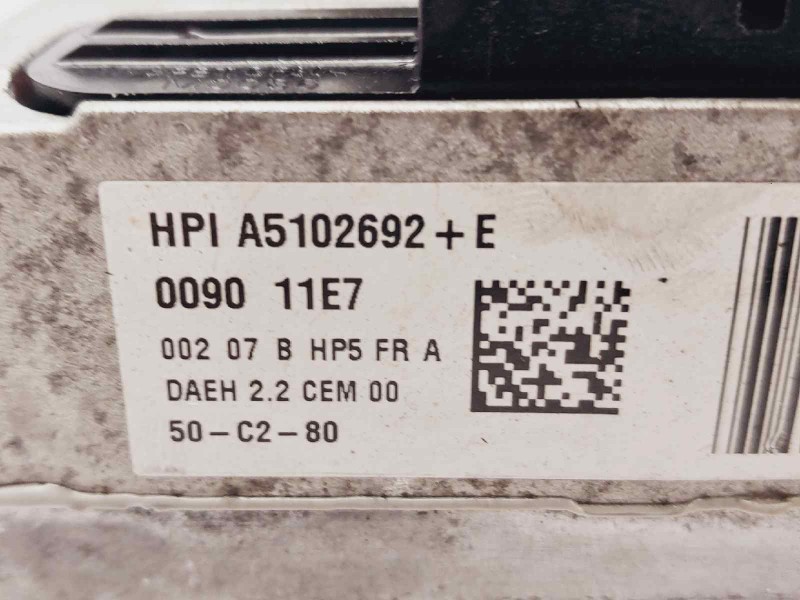 HPI A5102692+E
0090 11E7
002 07 B HP5 FR A
DAEH 2.2 CEM 00
50-C2-80